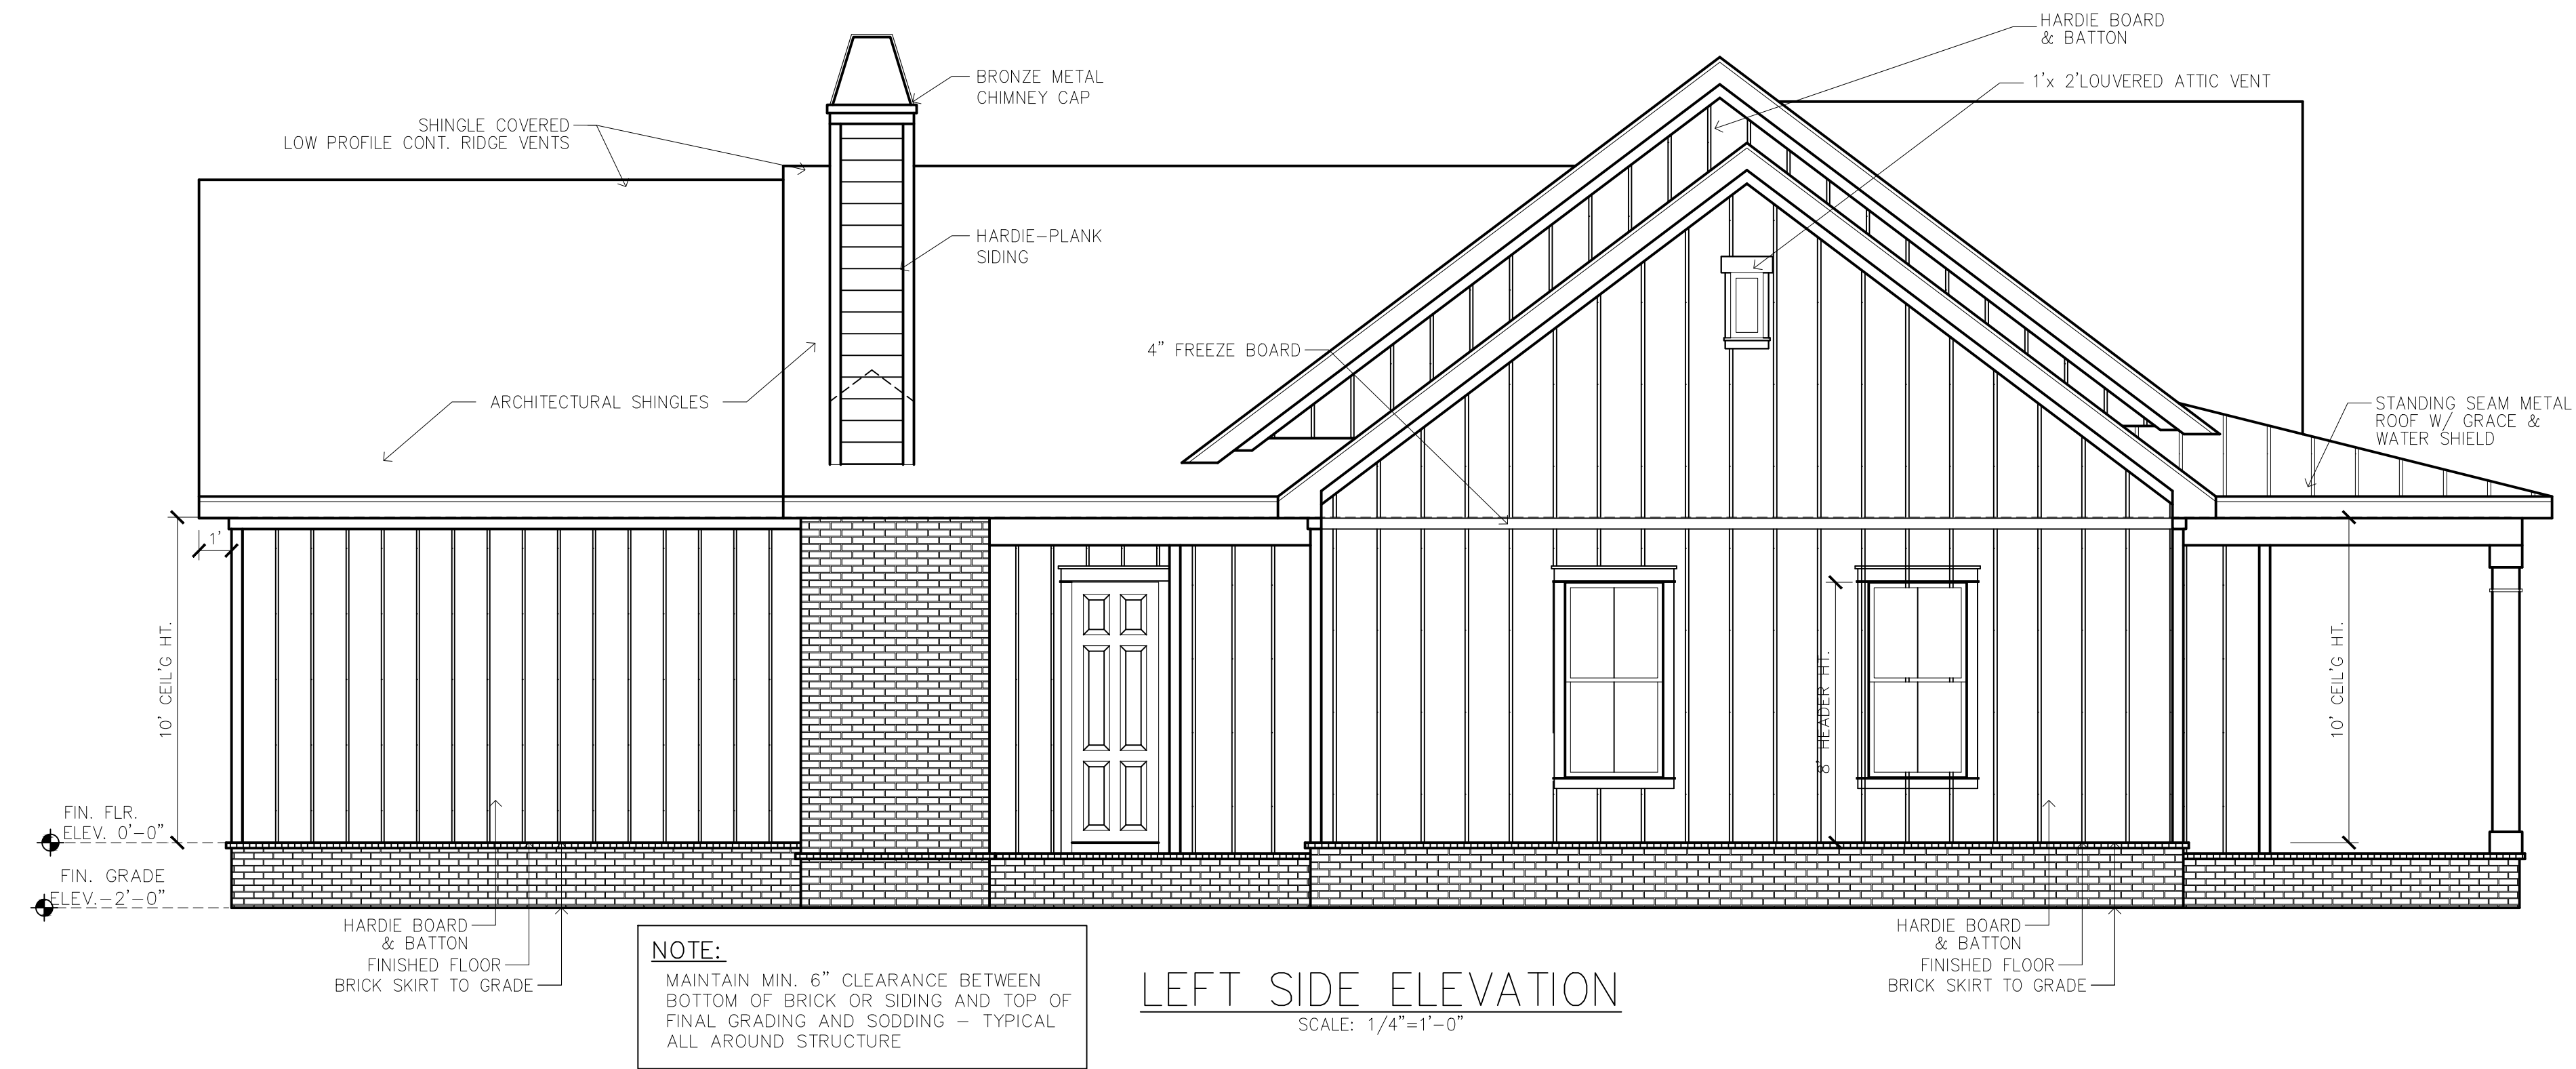 HARDIE BOARD
& BATTON
BRONZE METAL
CHIMNEY CAP
1'x 2'LOUVERED ATTIC VENT
SHINGLE COVERED
LOW PROFILE CONT. RIDGE VENTS
HARDIE-PLANK
SIDING
4" FREEZE BOARD
ARCHITECTURAL SHINGLES
STANDING SEAM METAL
ROOF W/ GRACE &
WATER SHIELD
1'
10' CEIL'G HT.
8' HEADER HT.
10' CEIL'G HT.
FIN. FLR.
ELEV. 0'-0"
FIN. GRADE
ELEV.-2'-0"
HARDIE BOARD
& BATTON
FINISHED FLOOR
BRICK SKIRT TO GRADE
HARDIE BOARD
& BATTON
FINISHED FLOOR
BRICK SKIRT TO GRADE
NOTE:
MAINTAIN MIN. 6" CLEARANCE BETWEEN
BOTTOM OF BRICK OR SIDING AND TOP OF
FINAL GRADING AND SODDING - TYPICAL
ALL AROUND STRUCTURE
LEFT SIDE ELEVATION
SCALE: 1/4"=1'-0"